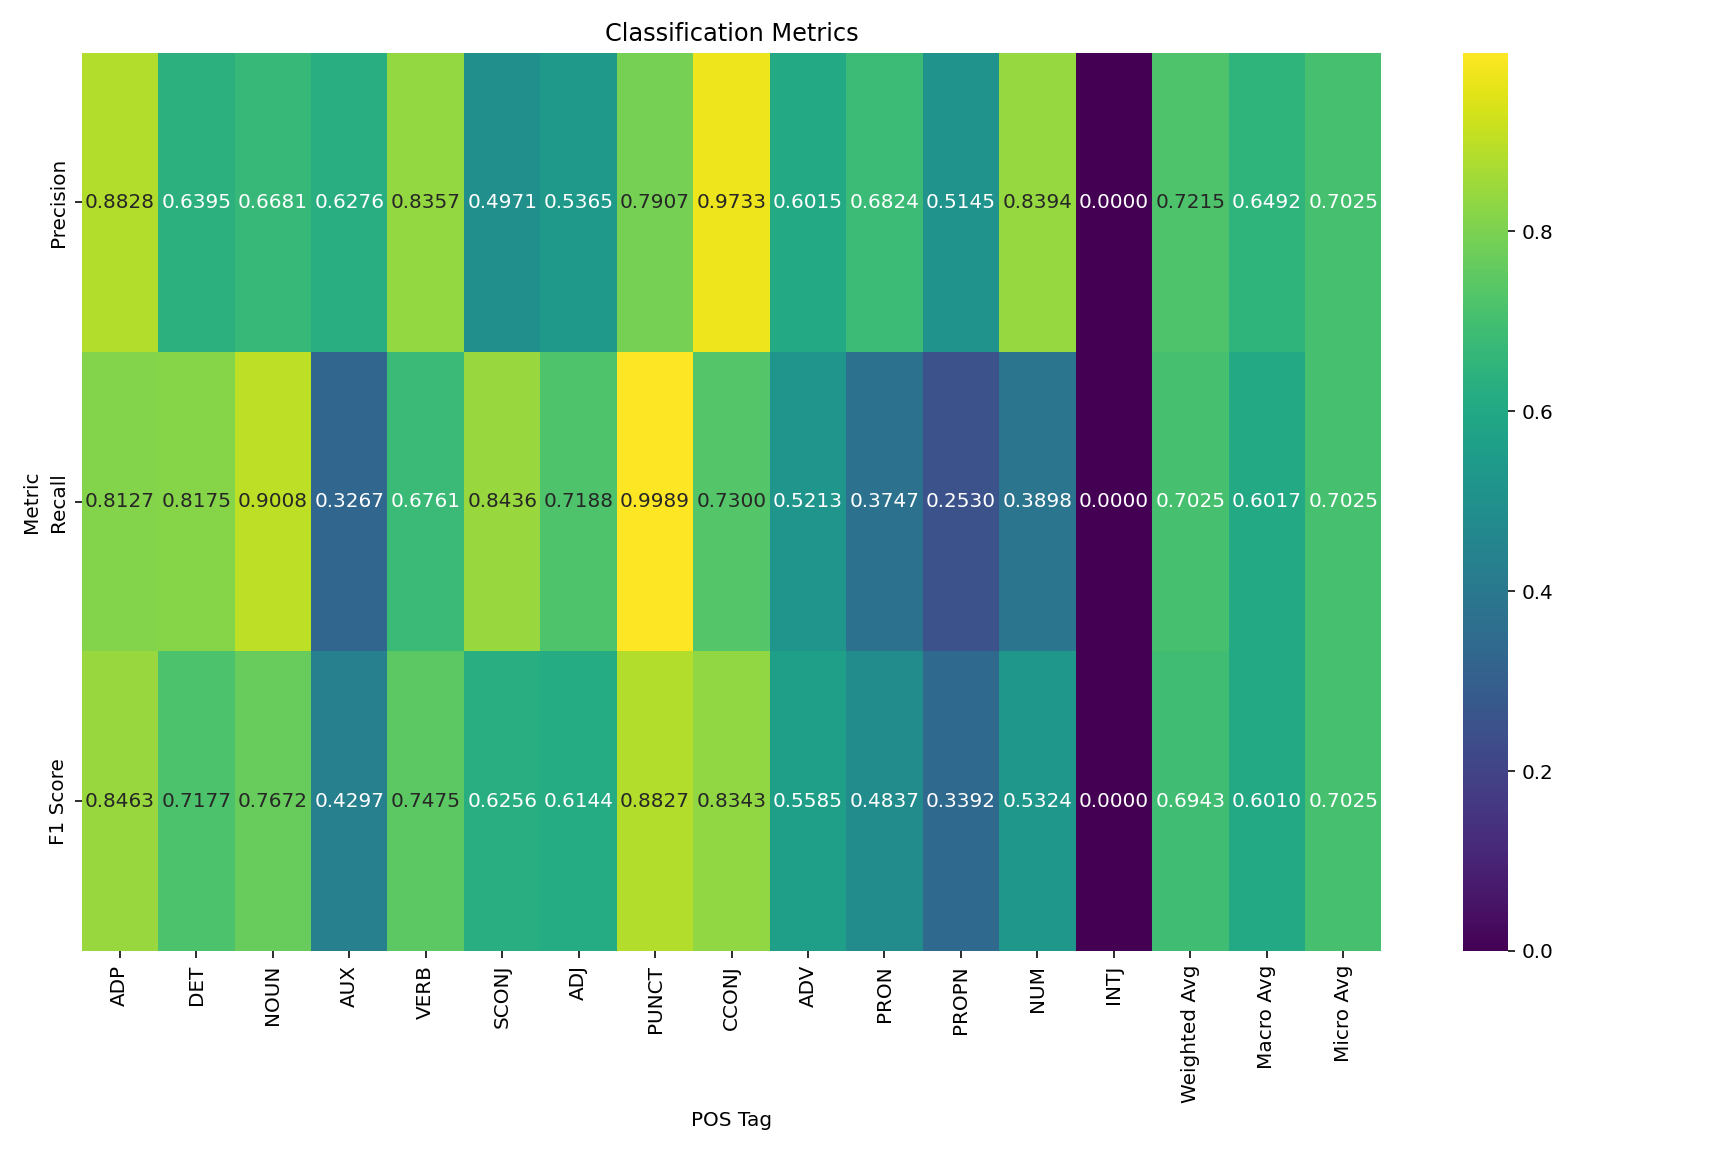 Classification Metrics
Metric
Precision
0.8828 0.6395 0.6681 0.6276 0.8357 0.4971 0.5365 0.7907 0.9733 0.6015 0.6824 0.5145 0.8394 0.0000 0.7215 0.6492 0.7025
Recall
0.8127 0.8175 0.9008 0.3267 0.6761 0.8436 0.7188 0.9989 0.7300 0.5213 0.3747 0.2530 0.3898 0.0000 0.7025 0.6017 0.7025
F1 Score
0.8463 0.7177 0.7672 0.4297 0.7475 0.6256 0.6144 0.8827 0.8343 0.5585 0.4837 0.3392 0.5324 0.0000 0.6943 0.6010 0.7025
ADP
DET
NOUN
AUX
VERB
SCONJ
ADJ
PUNCT
CCONJ
ADV
PRON
PROPN
NUM
INTJ
Weighted Avg
Macro Avg
Micro Avg
POS Tag
0.8
0.6
0.4
0.2
0.0